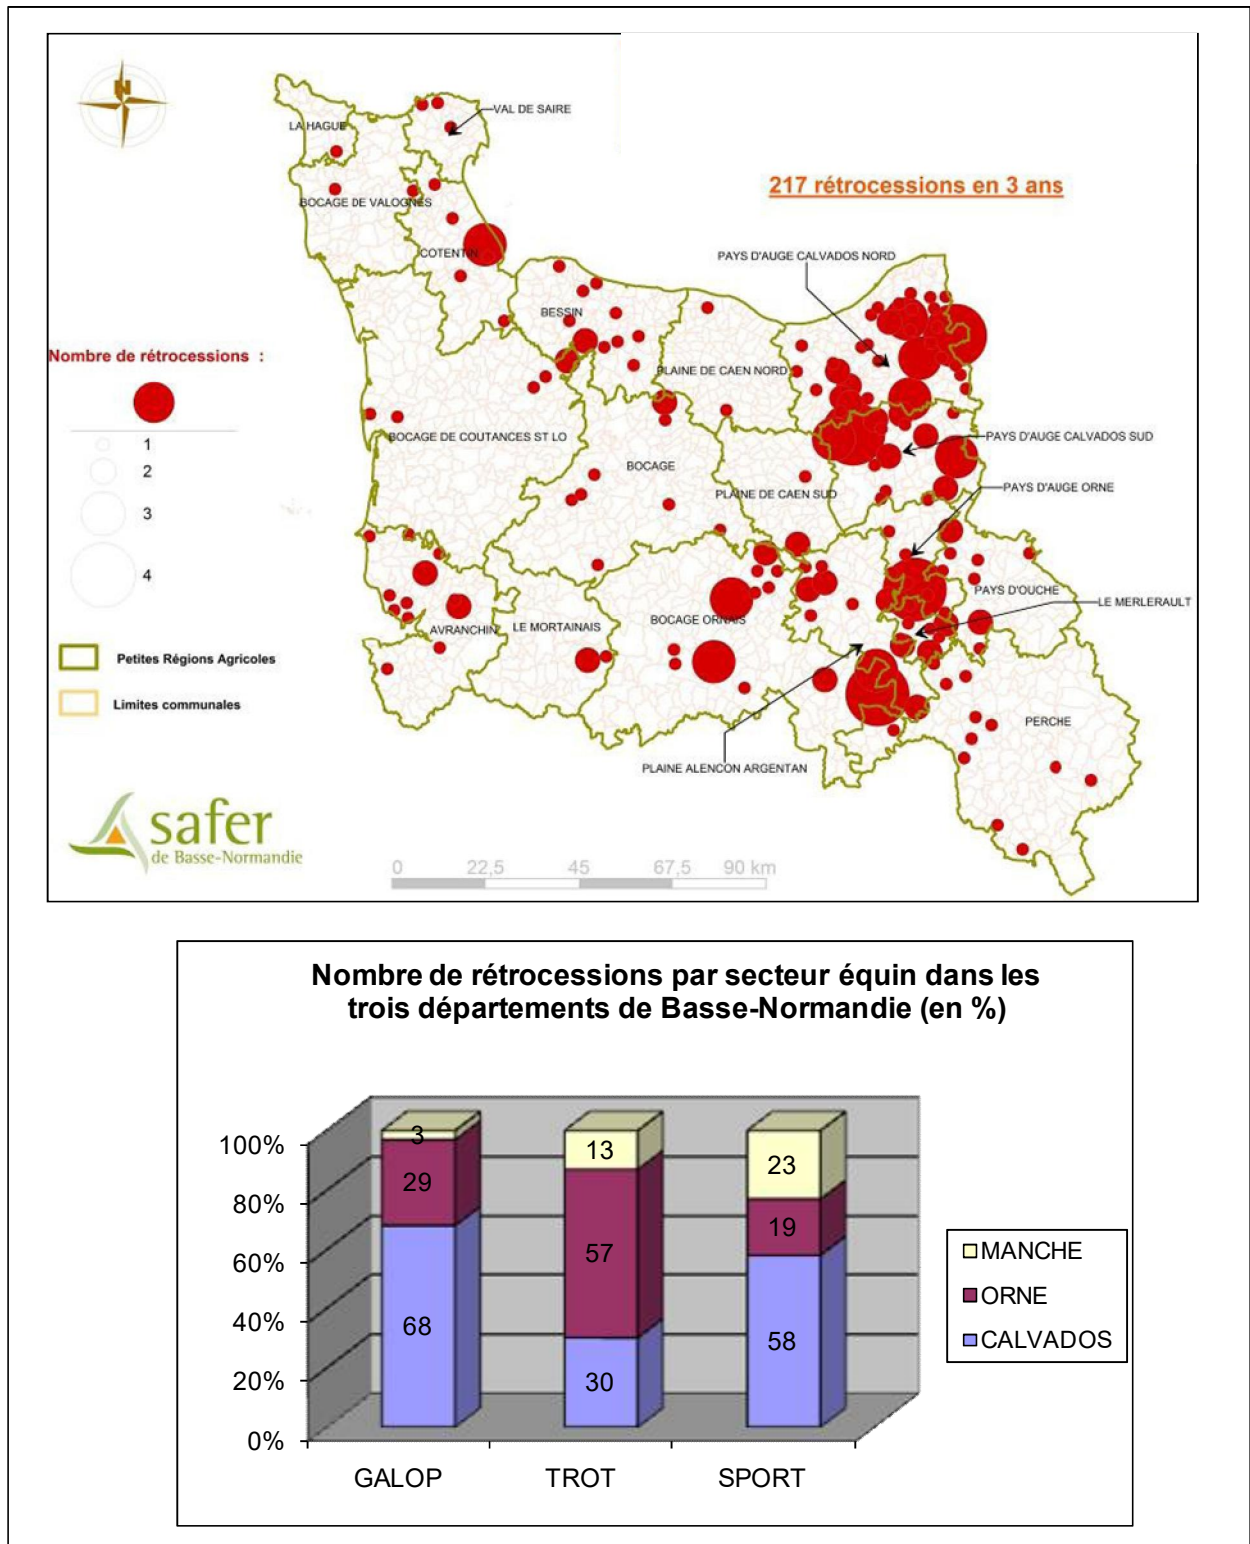 N
VAL DE SAIRE
LA HAGUE
217 rétrocessions en 3 ans
BOCAGE DE VALOGNES
COTENTIN
PAYS D'AUGE CALVADOS NORD
BESSIN
Nombre de rétrocessions :
PLAINE DE CAEN NORD
1
2
3
4
BOCAGE DE COUTANCES ST LO
PAYS D'AUGE CALVADOS SUD
BOCAGE
PLAINE DE CAEN SUD
PAYS D'AUGE ORNE
PAYS D'OUCHE
LE MERLERAULT
AVRANCHIN
LE MORTAINAIS
BOCAGE ORNAIS
Petites Régions Agricoles
Limites communales
PERCHE
PLAINE ALENCON ARGENTAN
safer
de Basse-Normandie
0 22,5 45 67,5 90 km
Nombre de rétrocessions par secteur équin dans les
trois départements de Basse-Normandie (en %)
100%
80%
60%
40%
20%
0%
3
29
68
13
57
30
23
19
58
GALOP TROT SPORT
MANCHE
ORNE
CALVADOS